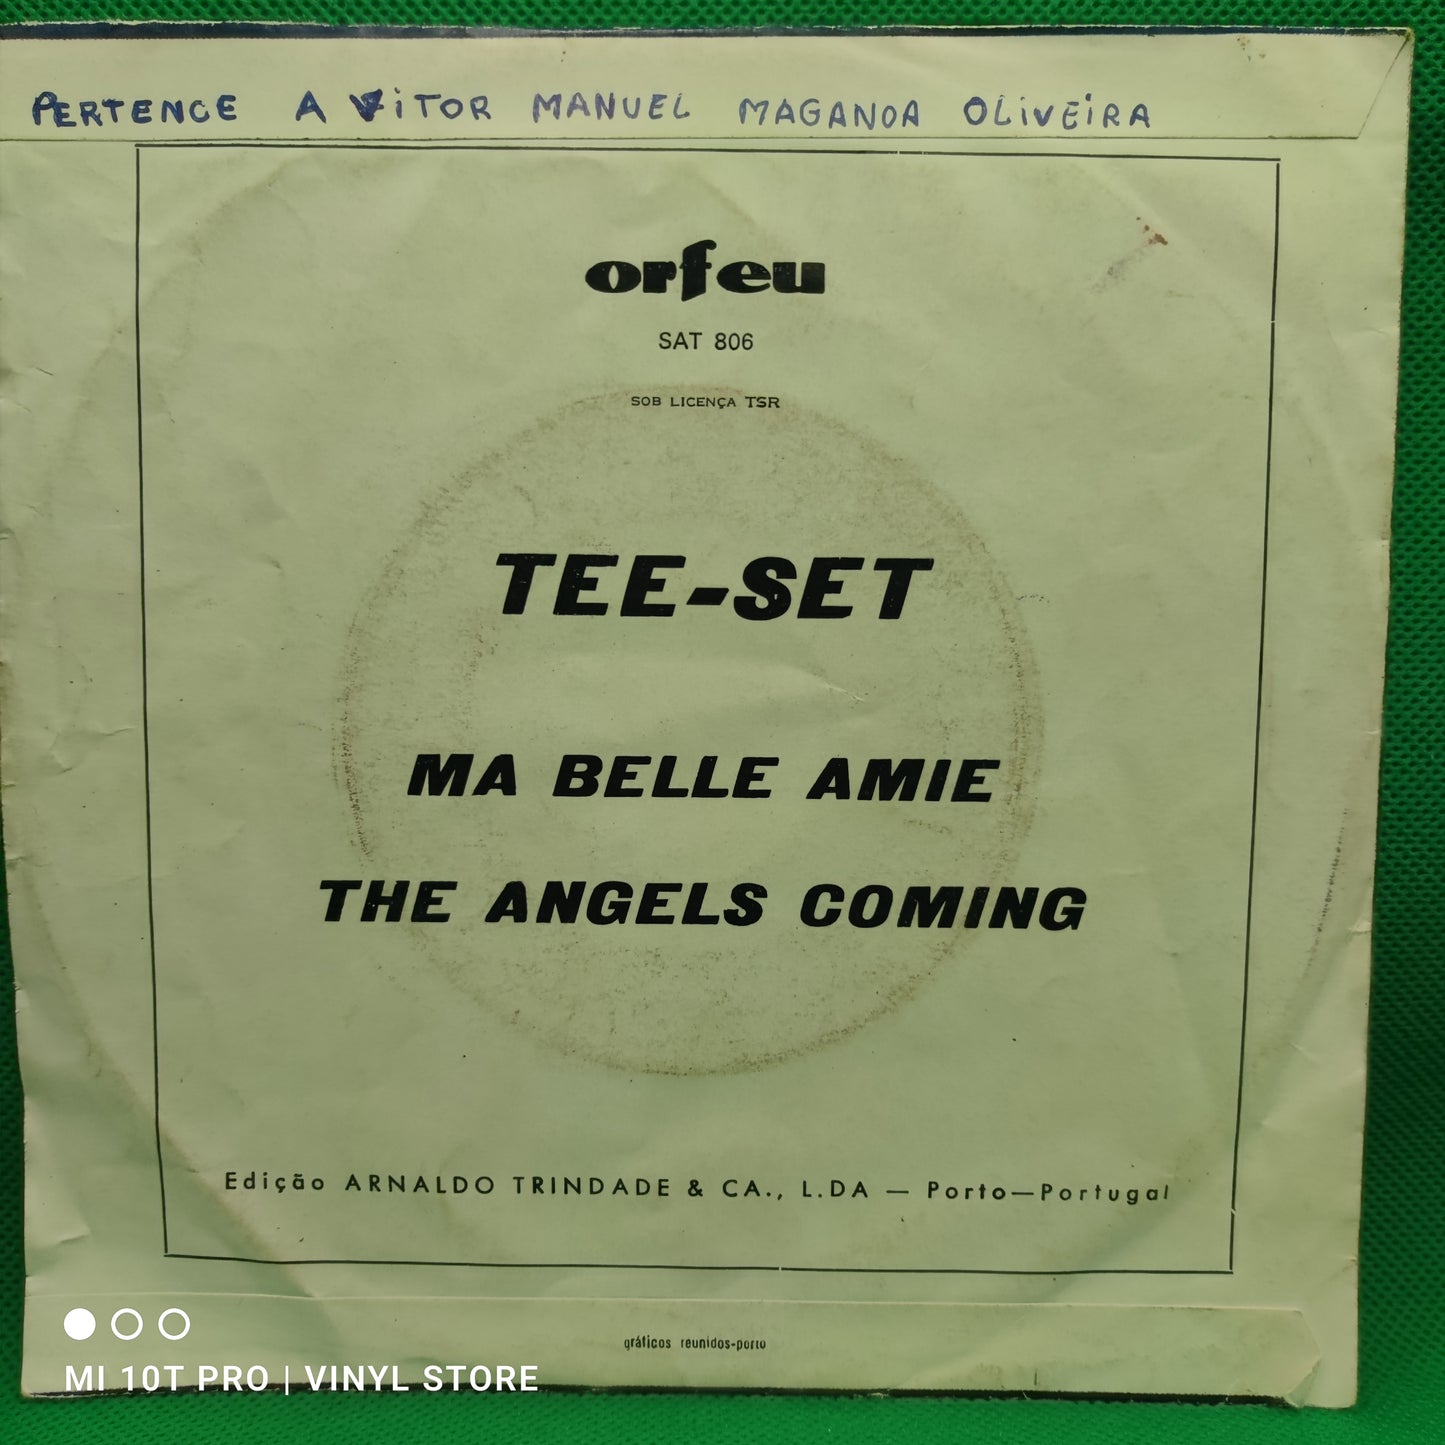 PERTENCE A VITOR MANUEL MAGANOA OLIVEIRA
orfeu
SAT 806
SOB LICENÇA TSR
TEE-SET
MA BELLE AMIE
THE ANGELS COMING
Edição ARNALDO TRINDADE & CA., L.DA — Porto—Portugal
gráficos reunidos-porto
MI 10T PRO | VINYL STORE